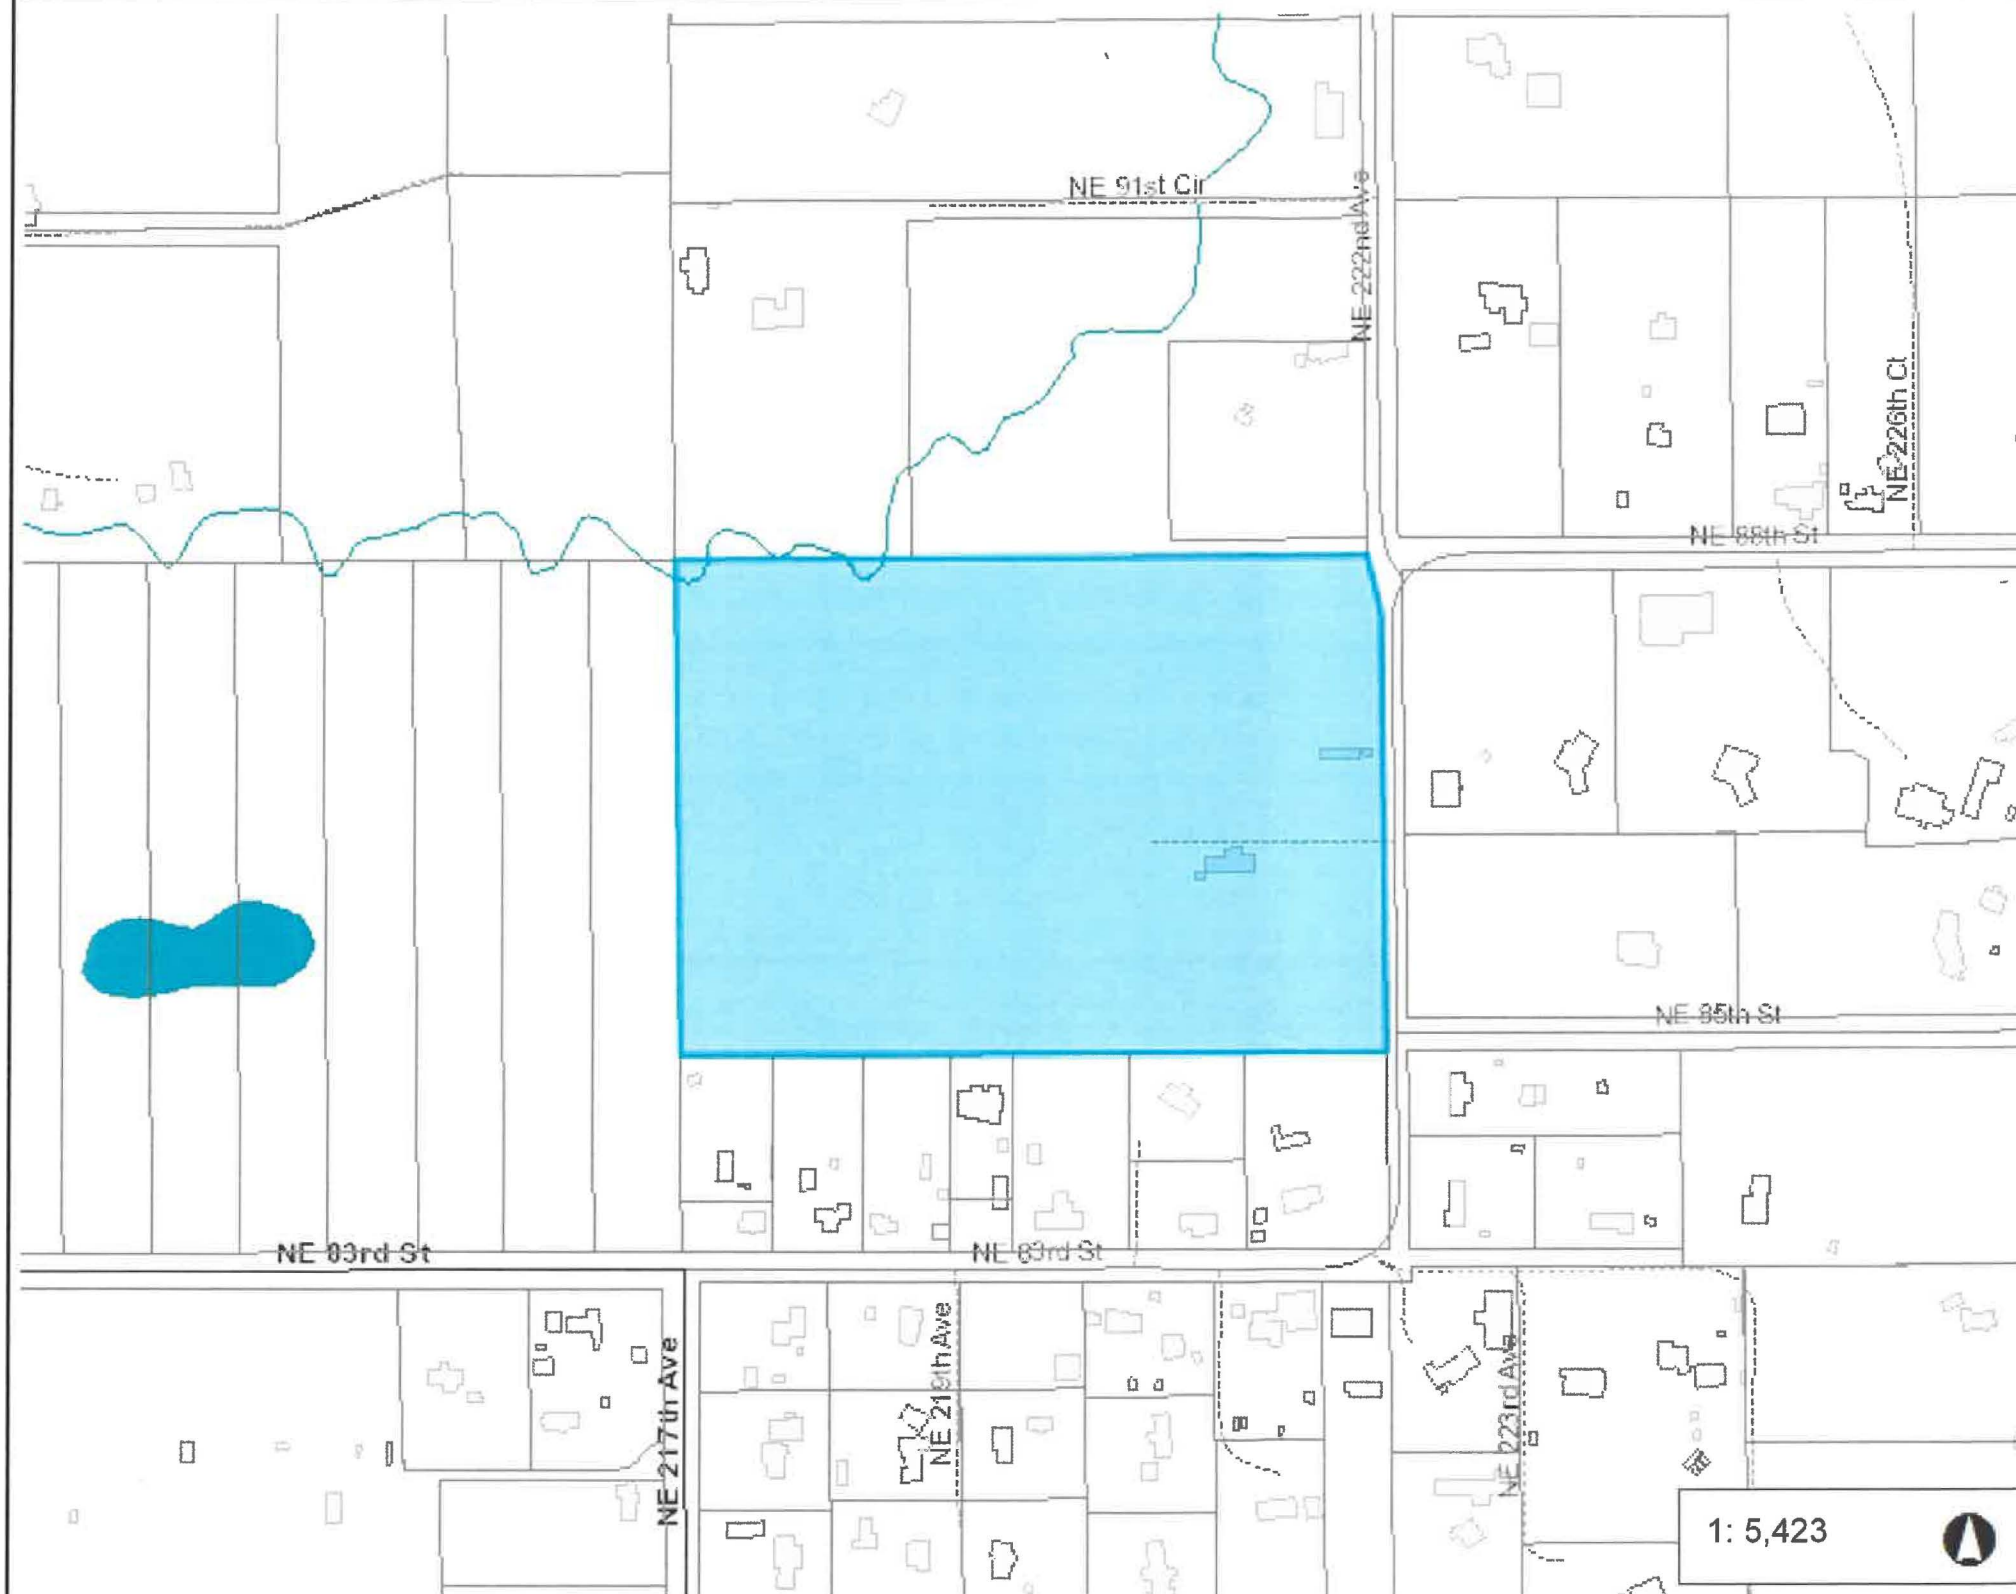 NE 91st Cir
NE 222nd Ave
NE 226th Ct
NE 88th St
NE 85th St
NE 83rd St
NE 83rd St
NE 217th Ave
NE 219th Ave
NE 223rd Ave
1: 5,423